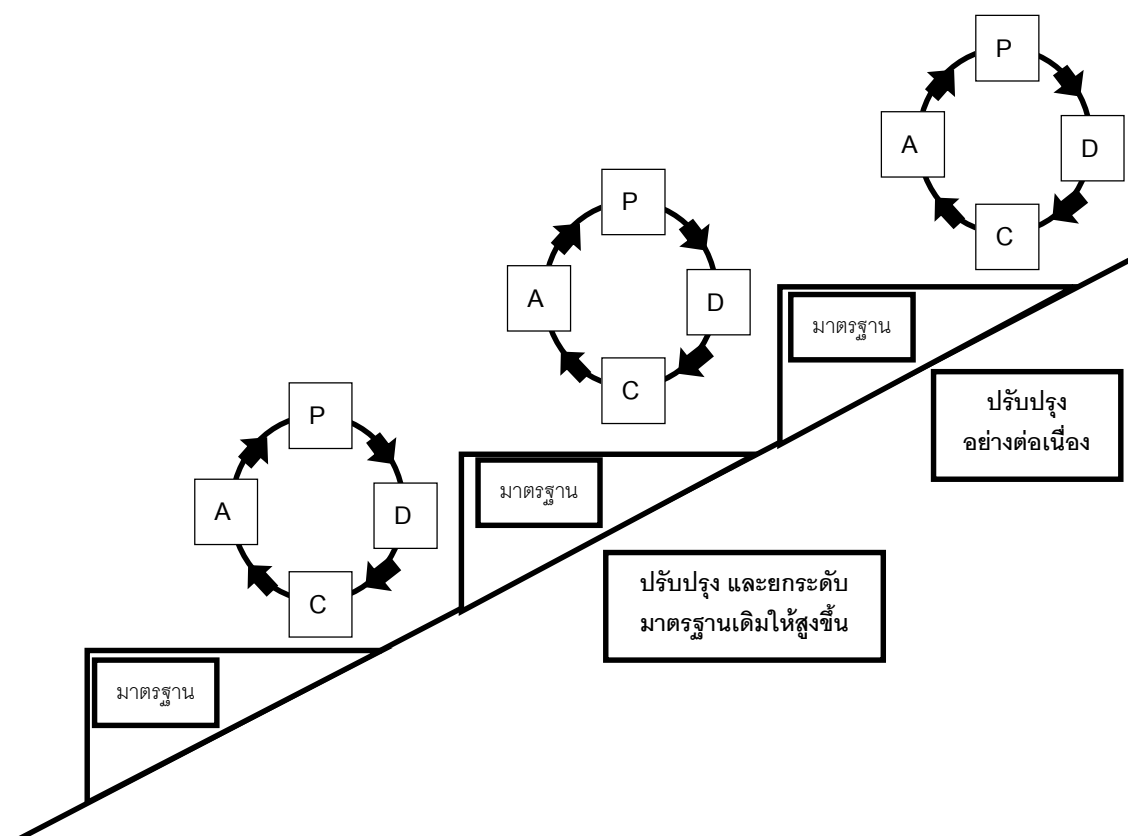 P
A
D
C
P
A
D
C
มาตรฐาน
ปรับปรุง
อย่างต่อเนื่อง
P
A
D
C
มาตรฐาน
ปรับปรุง และยกระดับ
มาตรฐานเดิมให้สูงขึ้น
มาตรฐาน